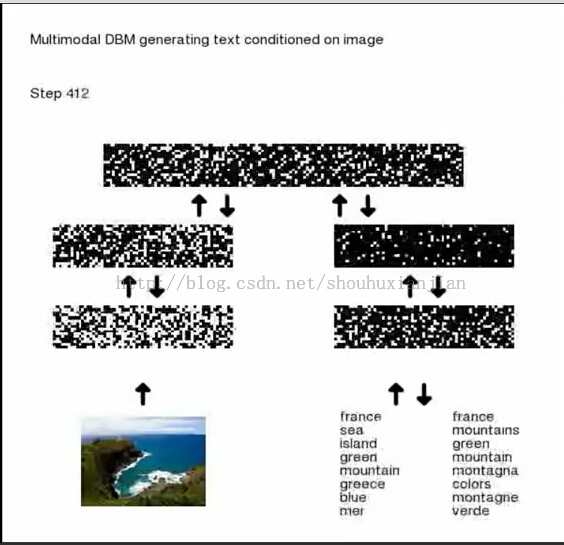 Multimodal DBM generating text conditioned on image
Step 412
http://blog.csdn.net/shouhuxianjian
france france
sea mountains
island green
green mountain
mountain montagna
greece colors
blue montagne
mer verde